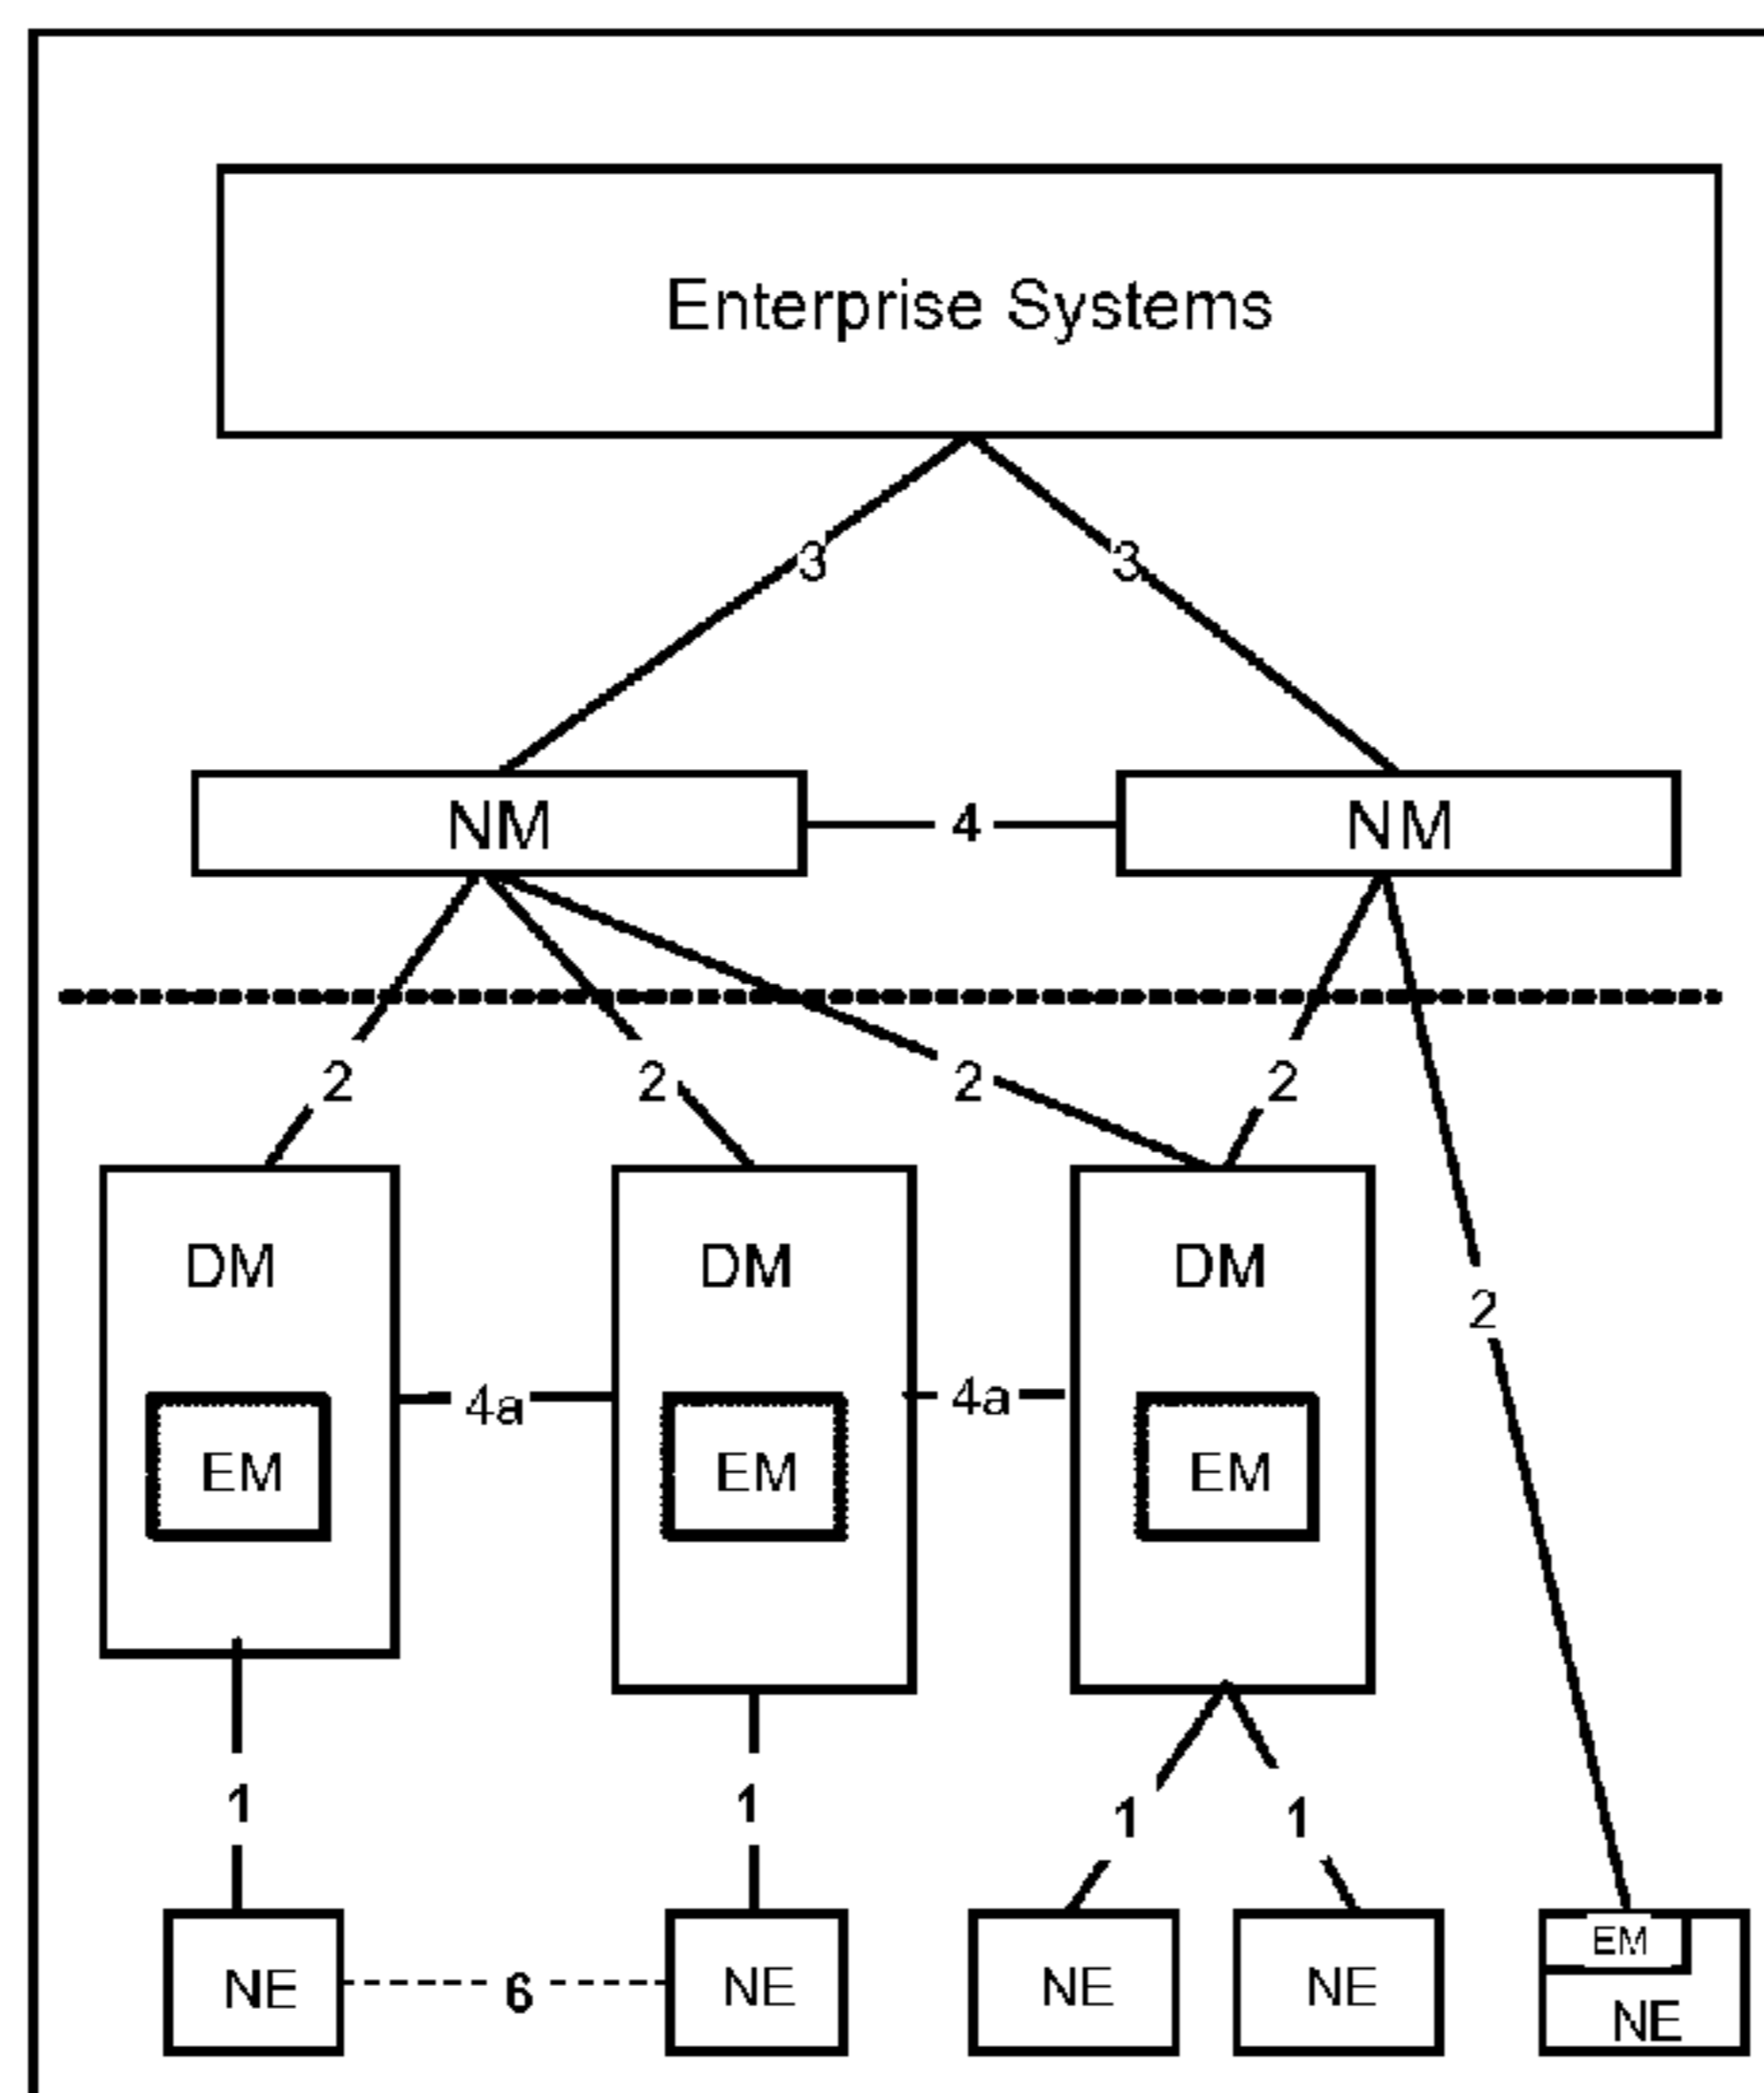 Enterprise Systems
3 3
NM 4 NM
2 2 2 2
DM DM DM
2
4a 4a
EM EM EM
1 1 1 1
EM
NE 6 NE NE NE
NE